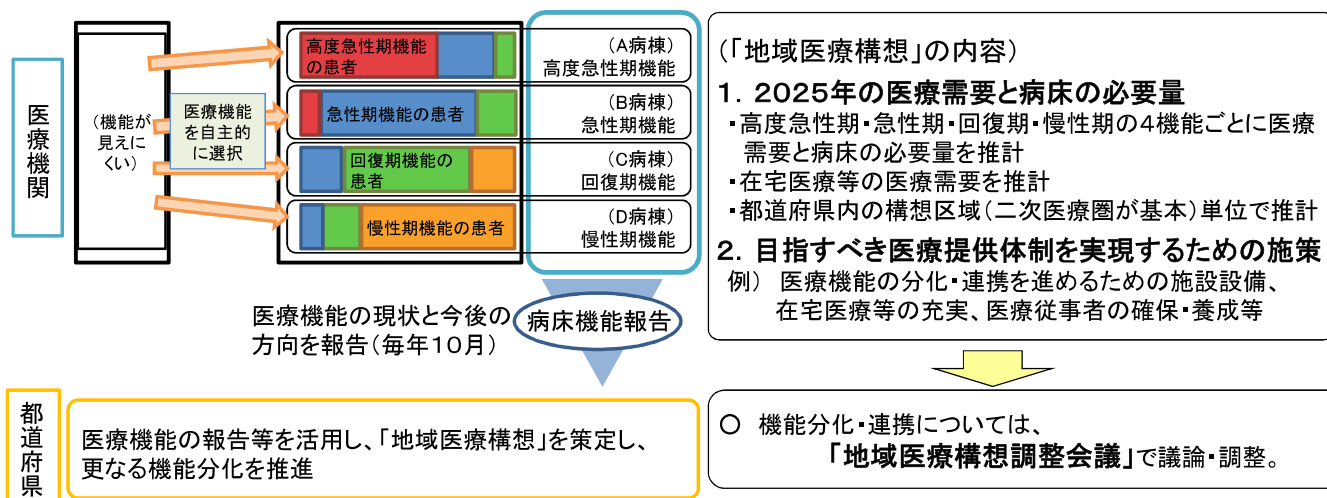 医療機関
(機能が
見えに
くい)
医療機能
を自主的
に選択
高度急性期機能
の患者
(A病棟)
高度急性期機能
急性期機能の患者
(B病棟)
急性期機能
回復期機能の
患者
(C病棟)
回復期機能
慢性期機能の患者
(D病棟)
慢性期機能
医療機能の現状と今後の
方向を報告(毎年10月)
病床機能報告
都道府県
医療機能の報告等を活用し、「地域医療構想」を策定し、
更なる機能分化を推進
(「地域医療構想」の内容)
1. 2025年の医療需要と病床の必要量
・高度急性期・急性期・回復期・慢性期の4機能ごとに医療
需要と病床の必要量を推計
・在宅医療等の医療需要を推計
・都道府県内の構想区域(二次医療圏が基本)単位で推計
2. 目指すべき医療提供体制を実現するための施策
例) 医療機能の分化・連携を進めるための施設設備、
在宅医療等の充実、医療従事者の確保・養成等
○ 機能分化・連携については、
「地域医療構想調整会議」で議論・調整。